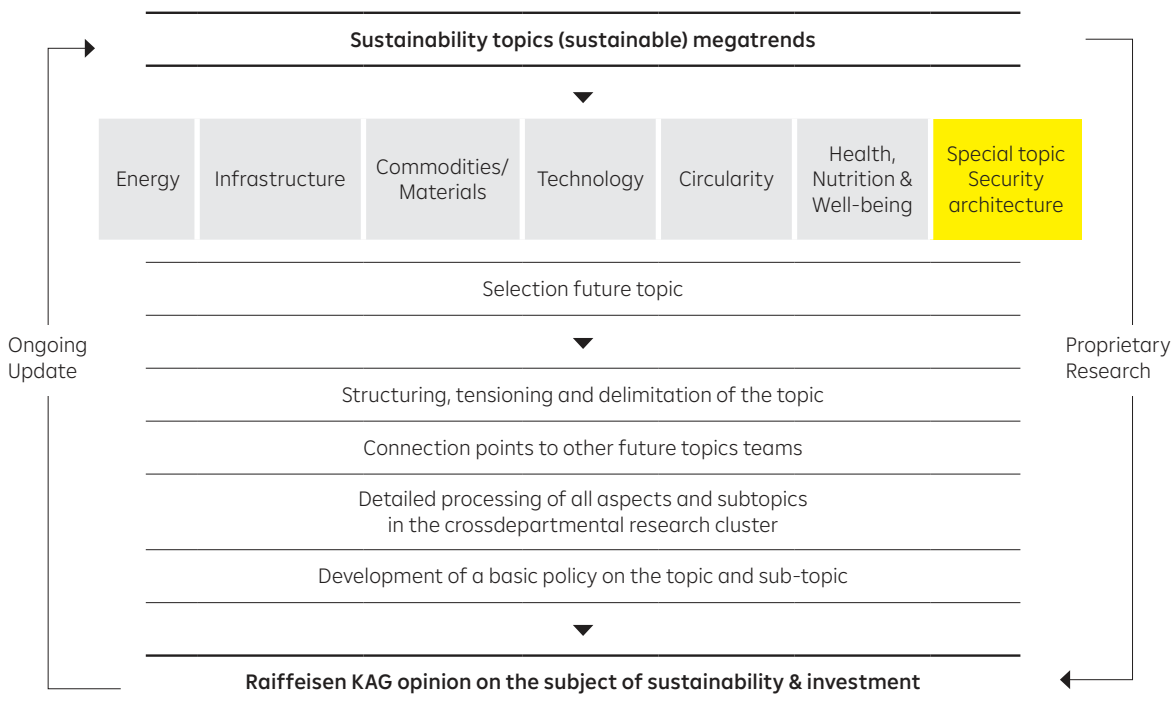 Sustainability topics (sustainable) megatrends
Energy
Infrastructure
Commodities/
Materials
Technology
Circularity
Health,
Nutrition &
Well-being
Special topic
Security
architecture
Selection future topic
Ongoing
Update
Proprietary
Research
Structuring, tensioning and delimitation of the topic
Connection points to other future topics teams
Detailed processing of all aspects and subtopics
in the crossdepartmental research cluster
Development of a basic policy on the topic and sub-topic
Raiffeisen KAG opinion on the subject of sustainability & investment